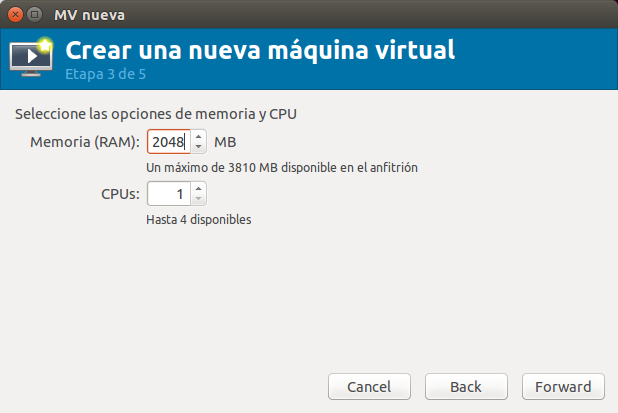 MV nueva
Crear una nueva máquina virtual
Etapa 3 de 5
Seleccione las opciones de memoria y CPU
Memoria (RAM): 2048 MB
Un máximo de 3810 MB disponible en el anfitrión
CPUs: 1
Hasta 4 disponibles
Cancel Back Forward